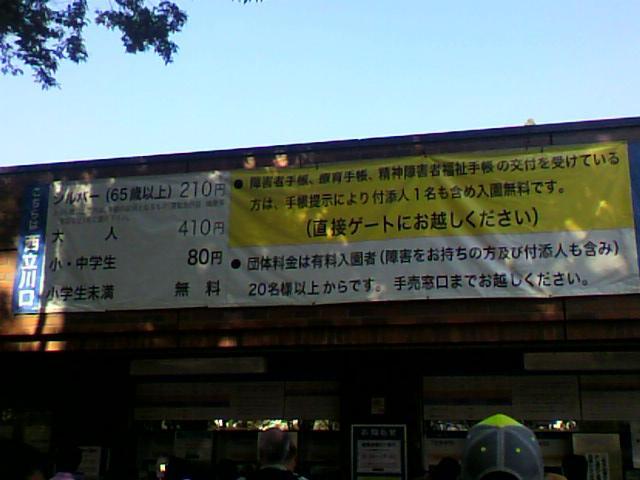 こちらは 西立川口
シルバー (65歳以上) 210円
大人 410円
小・中学生 80円
小学生未満 無料
● 障害者手帳、療育手帳、精神障害者福祉手帳の交付を受けている
方は、手帳提示により付添人1名も含め入園無料です。
(直接ゲートにお越しください)
● 団体料金は有料入園者(障害をお持ちの方及び付添人も含み)
20名様以上からです。 手売窓口までお越しください。
お知らせ